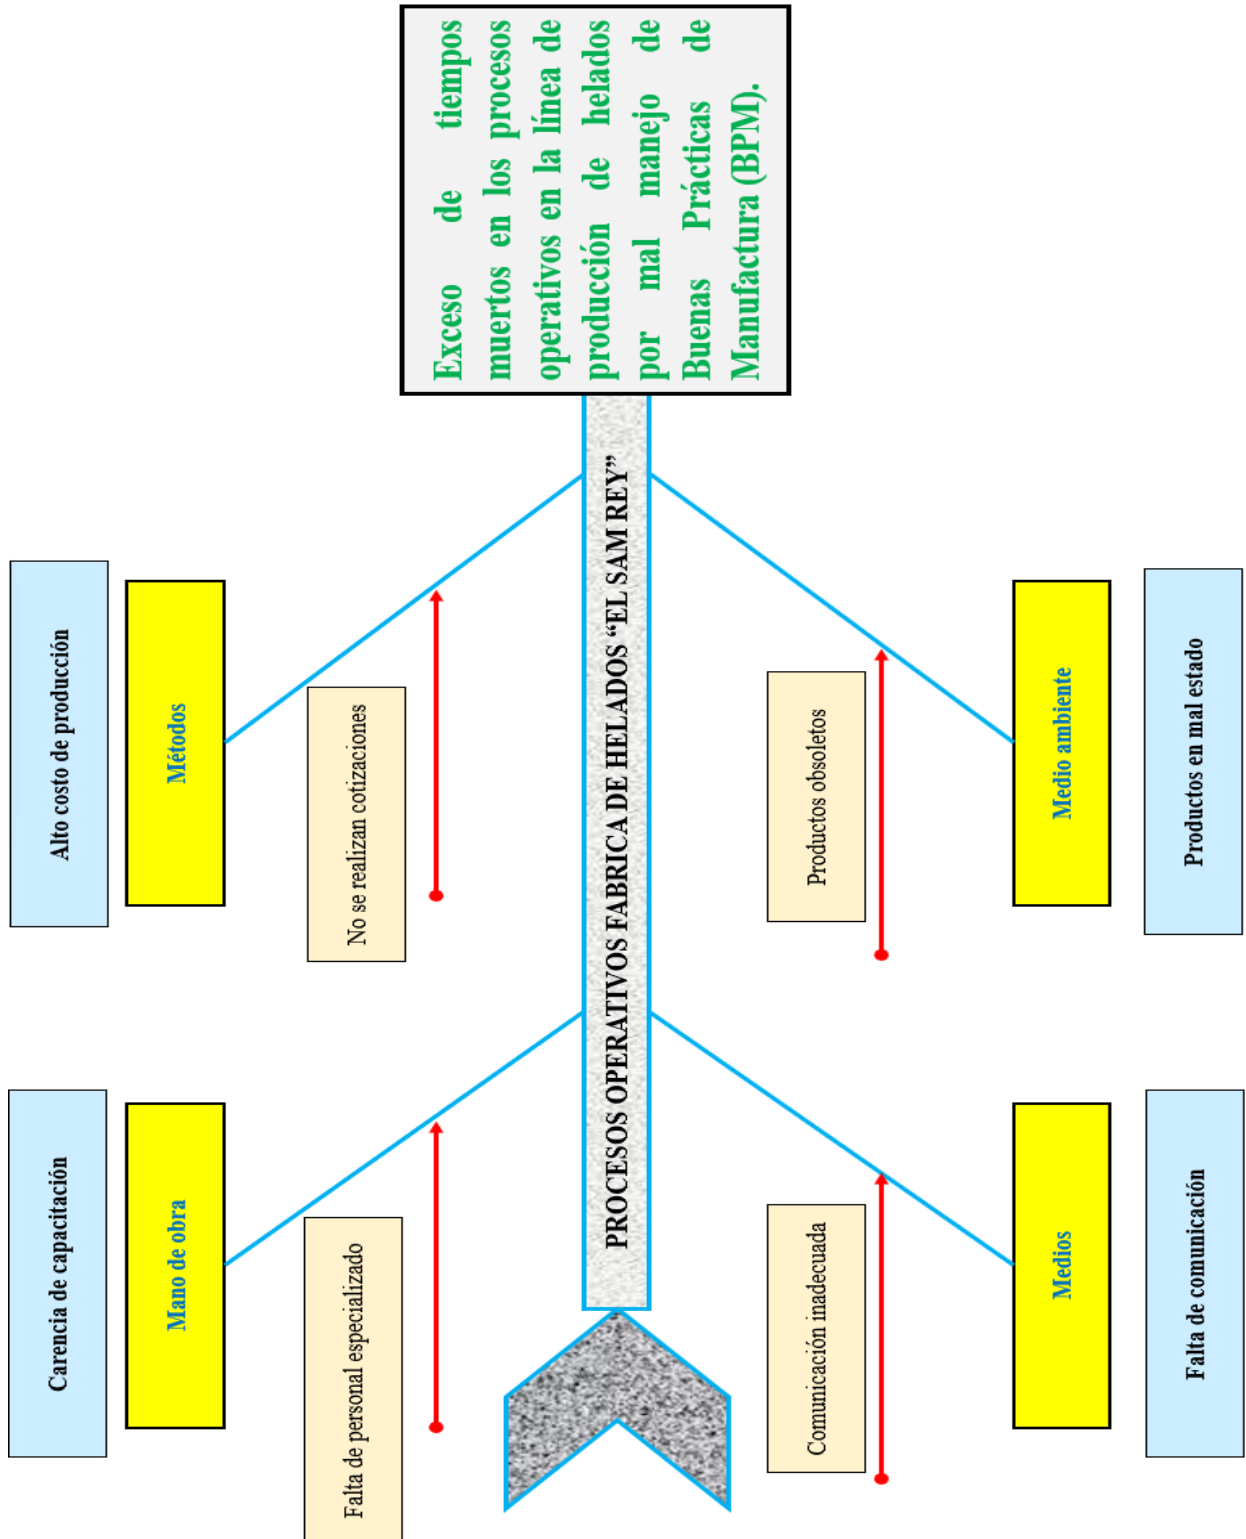 Carencia de capacitación
Alto costo de producción
Mano de obra
Métodos
Falta de personal especializado
No se realizan cotizaciones
PROCESOS OPERATIVOS FABRICA DE HELADOS “EL SAM REY”
Exceso de tiempos
muertos en los procesos
operativos en la línea de
producción de helados
por mal manejo de
Buenas Prácticas de
Manufactura (BPM).
Comunicación inadecuada
Productos obsoletos
Medios
Medio ambiente
Falta de comunicación
Productos en mal estado